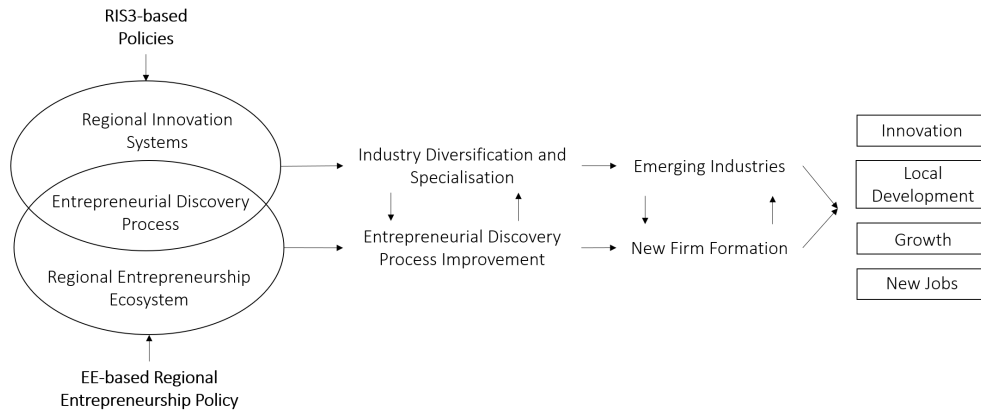 RIS3-based
Policies
Regional Innovation
Systems
Entrepreneurial Discovery
Process
Regional Entrepreneurship
Ecosystem
EE-based Regional
Entrepreneurship Policy
Industry Diversification and
Specialisation
Entrepreneurial Discovery
Process Improvement
Emerging Industries
New Firm Formation
Innovation
Local
Development
Growth
New Jobs